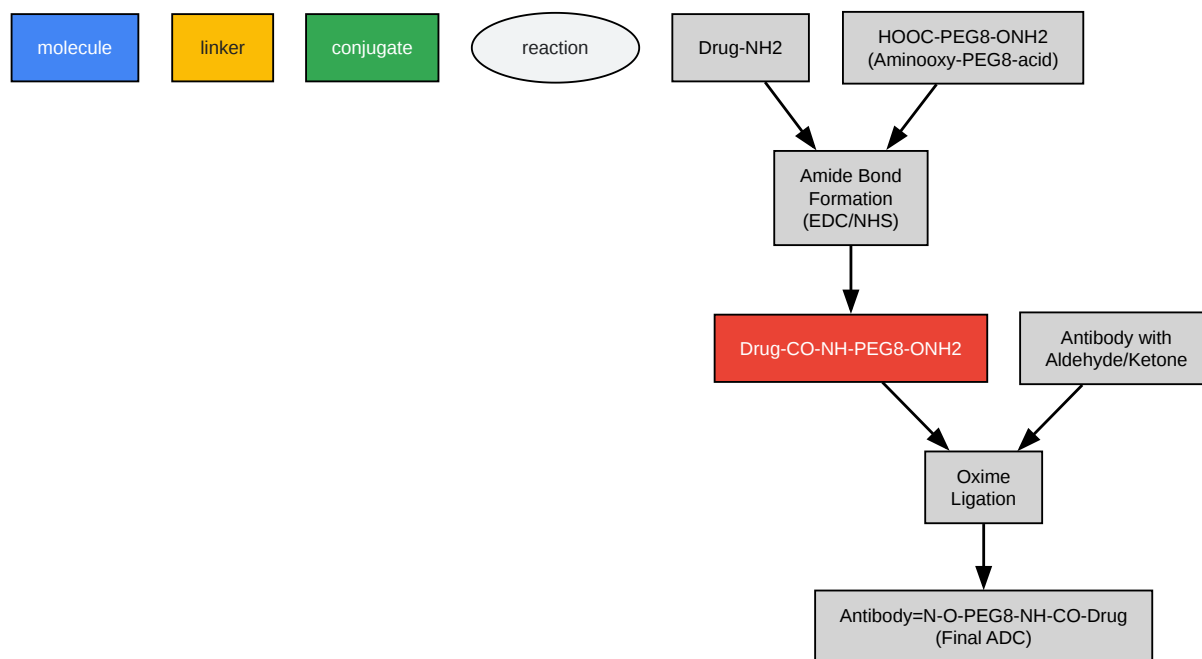 molecule
linker
conjugate
reaction
Drug-NH2
HOOC-PEG8-ONH2
(Aminooxy-PEG8-acid)
Amide Bond
Formation
(EDC/NHS)
Drug-CO-NH-PEG8-ONH2
Antibody with
Aldehyde/Ketone
Oxime
Ligation
Antibody=N-O-PEG8-NH-CO-Drug
(Final ADC)